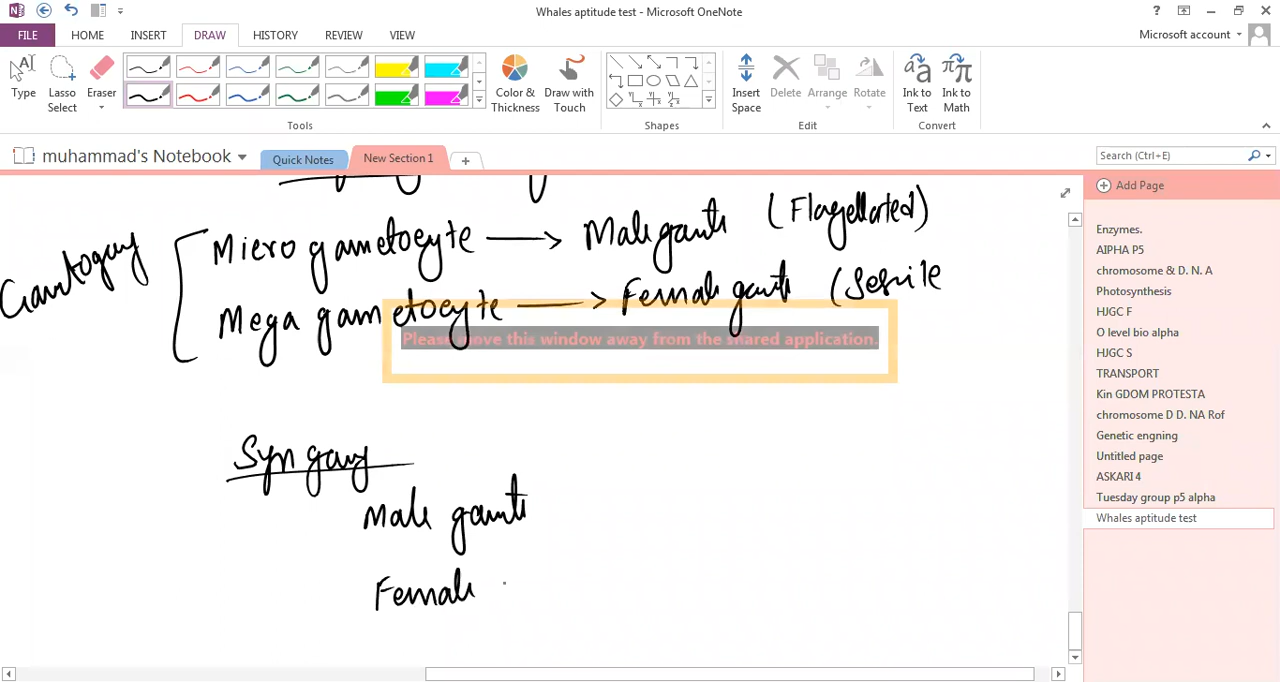 Whales aptitude test - Microsoft OneNote
?
FILE HOME INSERT DRAW HISTORY REVIEW VIEW
Microsoft account
Type
Lasso Select
Eraser
Color & Thickness
Draw with Touch
Insert Space
Delete
Arrange
Rotate
Ink to Text
Ink to Math
Tools
Shapes
Edit
Convert
muhammad's Notebook
Quick Notes
New Section 1
Search (Ctrl+E)
Add Page
Enzymes.
AIPHA P5
chromosome & D. N. A
Photosynthesis
HJGC F
O level bio alpha
HJGC S
TRANSPORT
Kin GDOM PROTESTA
chromosome D D. NA Rof
Genetic engning
Untitled page
ASKARI 4
Tuesday group p5 alpha
Whales aptitude test
Micro gametocyte → Male (Flagellated)
Mega gametocyte → Female (Sessile
Please move this window away from the shared application.
Syngamy
Male
Female